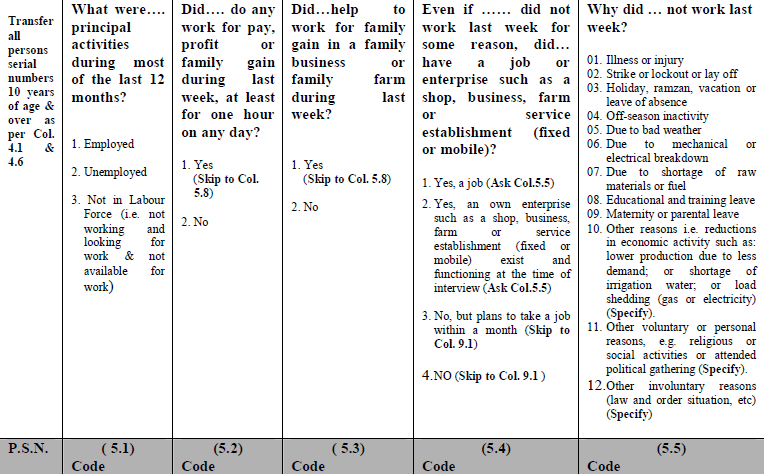 Transfer
all
persons
serial
numbers
10 years
of age &
over as
per Col.
4.1 &
4.6
What were….
principal
activities
during most
of the last 12
months?
1. Employed
2. Unemployed
3. Not in Labour
Force (i.e. not
working and
looking for
work & not
available for
work)
Did…. do any
work for pay,
profit or
family gain
during last
week, at least
for one hour
on any day?
1. Yes
(Skip to Col.
5.8)
2. No
Did…help to
work for family
gain in a family
business or
family farm
during last
week?
1. Yes
(Skip to Col. 5.8)
2. No
Even if …… did not
work last week for
some reason, did…
have a job or
enterprise such as a
shop, business, farm
or service
establishment (fixed
or mobile)?
1. Yes, a job (Ask Col.5.5)
2. Yes, an own enterprise
such as a shop, business,
farm or service
establishment (fixed or
mobile) exist and
functioning at the time of
interview (Ask Col.5.5)
3. No, but plans to take a job
within a month (Skip to
Col. 9.1)
4.NO (Skip to Col. 9.1 )
Why did … not work last
week?
01. Illness or injury
02. Strike or lockout or lay off
03. Holiday, ramzan, vacation or
leave of absence
04. Off-season inactivity
05. Due to bad weather
06. Due to mechanical or
electrical breakdown
07. Due to shortage of raw
materials or fuel
08. Educational and training leave
09. Maternity or parental leave
10. Other reasons i.e. reductions
in economic activity such as:
lower production due to less
demand; or shortage of
irrigation water; or load
shedding (gas or electricity)
(Specify).
11. Other voluntary or personal
reasons, e.g. religious or
social activities or attended
political gathering (Specify).
12.Other involuntary reasons
(law and order situation, etc)
(Specify)
P.S.N.
( 5.1)
Code
(5.2)
Code
( 5.3)
Code
(5.4)
Code
(5.5)
Code